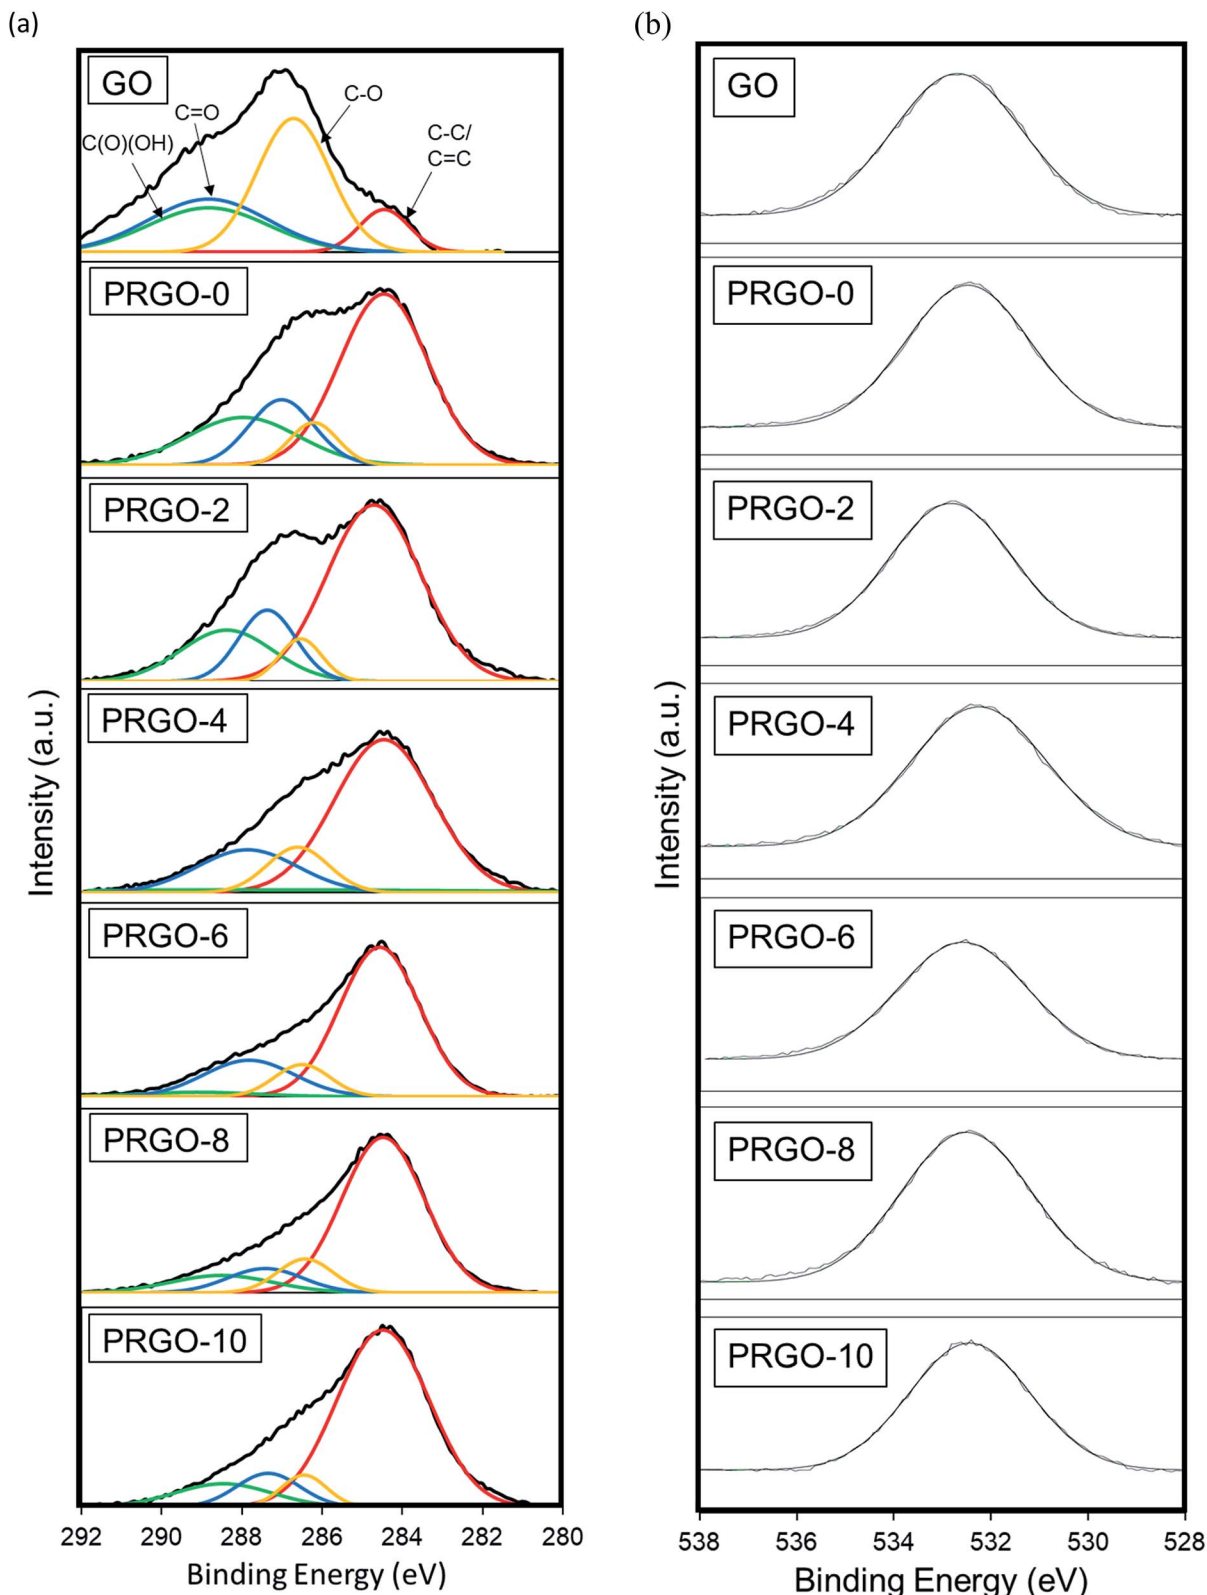 (a)
GO
C(O)(OH)
C=O
C-O
C-C/
C=C
PRGO-0
PRGO-2
PRGO-4
PRGO-6
PRGO-8
PRGO-10
Intensity (a.u.)
292 290 288 286 284 282 280
Binding Energy (eV)
(b)
GO
PRGO-0
PRGO-2
PRGO-4
PRGO-6
PRGO-8
PRGO-10
Intensity (a.u.)
538 536 534 532 530 528
Binding Energy (eV)